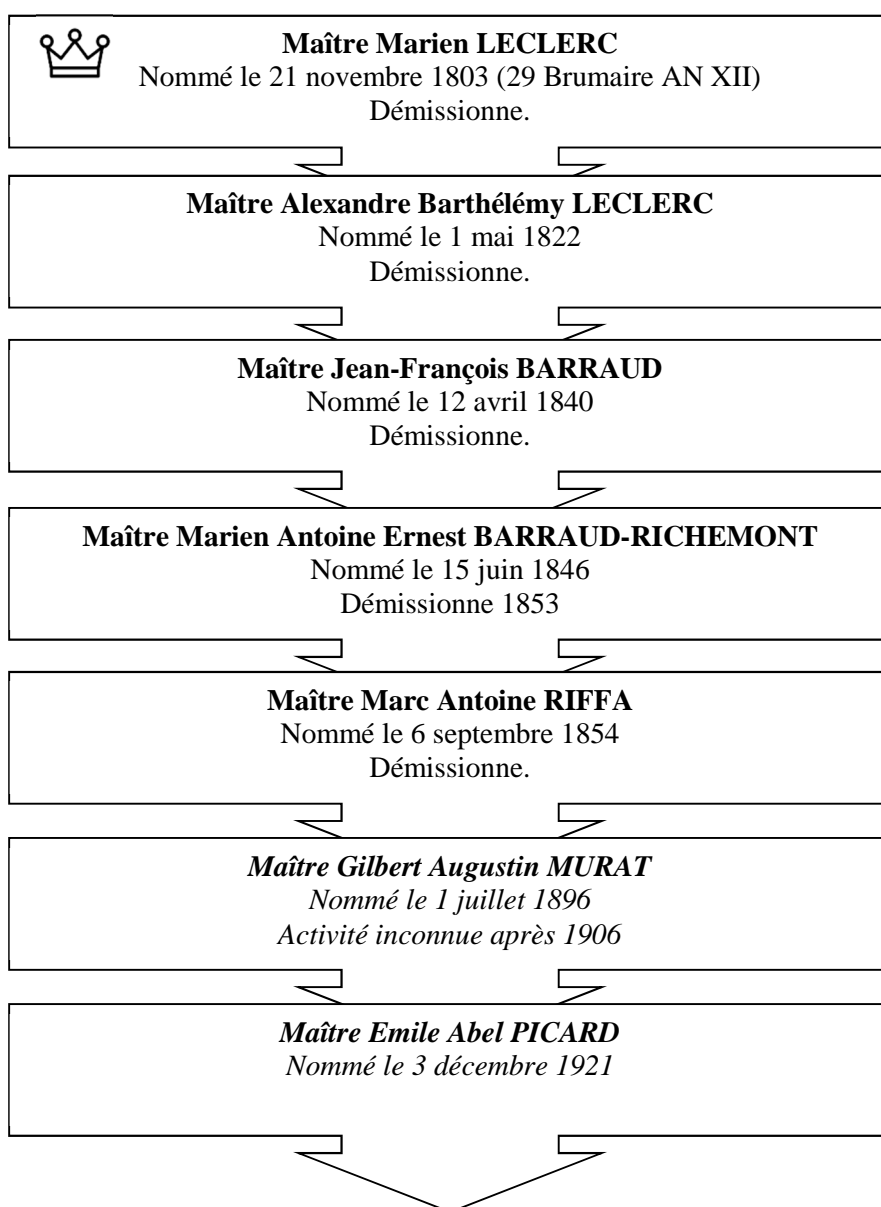 Maître Marien LECLERC
Nommé le 21 novembre 1803 (29 Brumaire AN XII)
Démissionne.
Maître Alexandre Barthélémy LECLERC
Nommé le 1 mai 1822
Démissionne.
Maître Jean-François BARRAUD
Nommé le 12 avril 1840
Démissionne.
Maître Marien Antoine Ernest BARRAUD-RICHEMONT
Nommé le 15 juin 1846
Démissionne 1853
Maître Marc Antoine RIFFA
Nommé le 6 septembre 1854
Démissionne.
Maître Gilbert Augustin MURAT
Nommé le 1 juillet 1896
Activité inconnue après 1906
Maître Emile Abel PICARD
Nommé le 3 décembre 1921